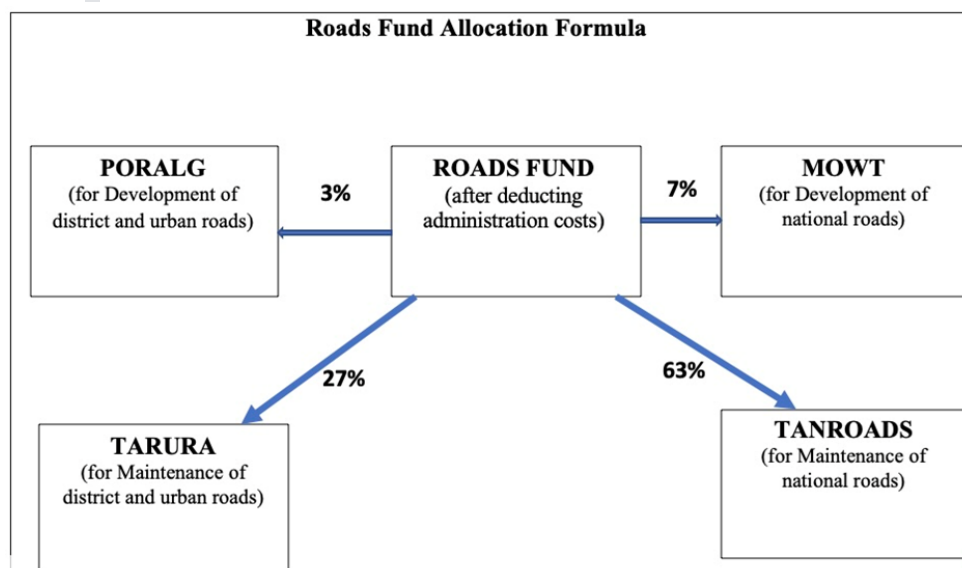 Roads Fund Allocation Formula
PORALG
(for Development of
district and urban roads)
3%
ROADS FUND
(after deducting
administration costs)
7%
MOWT
(for Development of
national roads)
27%
63%
TARURA
(for Maintenance of
district and urban roads)
TANROADS
(for Maintenance of
national roads)